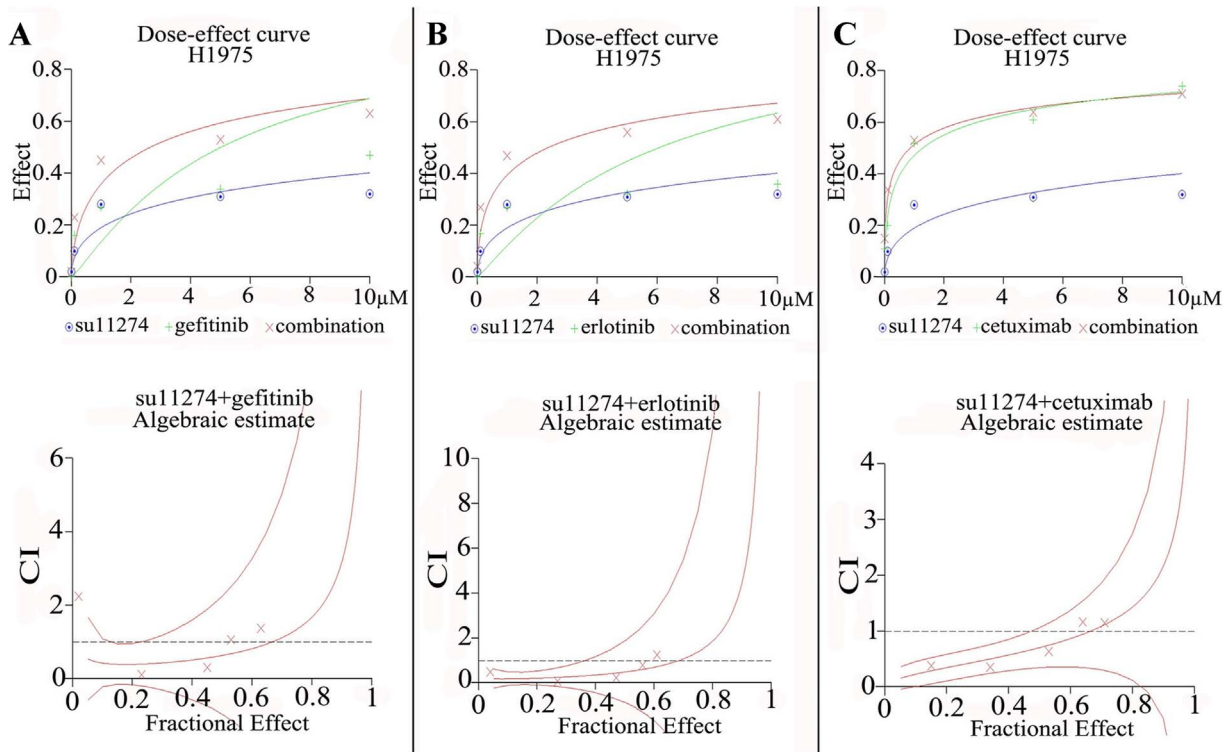 A
Dose-effect curve
H1975
Effect
0.8
0.6
0.4
0.2
0
0 2 4 6 8 10µM
su11274 gefitinib combination
su11274+gefitinib
Algebraic estimate
CI
6
4
2
0
0.2 0.4 0.6 0.8 1
Fractional Effect
B
Dose-effect curve
H1975
Effect
0.8
0.6
0.4
0.2
0
0 2 4 6 8 10µM
su11274 erlotinib combination
su11274+erlotinib
Algebraic estimate
CI
10
8
6
4
2
0
0 0.2 0.4 0.6 0.8 1
Fractional Effect
C
Dose-effect curve
H1975
Effect
0.8
0.6
0.4
0.2
0
0 2 4 6 8 10µM
su11274 cetuximab combination
su11274+cetuximab
Algebraic estimate
CI
4
3
2
1
0
0.2 0.4 0.6 0.8 1
Fractional Effect